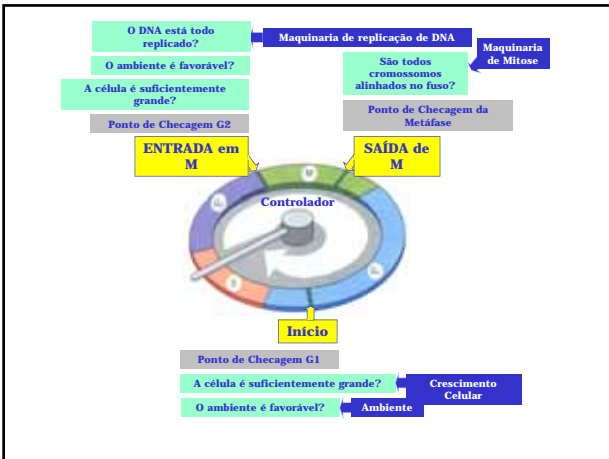 O DNA está todo
replicado?
Maquinaria de replicação de DNA
Maquinaria
de Mitose
O ambiente é favorável?
São todos
cromossomos
alinhados no fuso?
A célula é suficientemente
grande?
Ponto de Checagem G2
Ponto de Checagem da
Metáfase
ENTRADA em
M
SAÍDA de
M
M
Controlador
G₂
S
G₁
Início
Ponto de Checagem G1
A célula é suficientemente grande?
Crescimento
Celular
O ambiente é favorável?
Ambiente